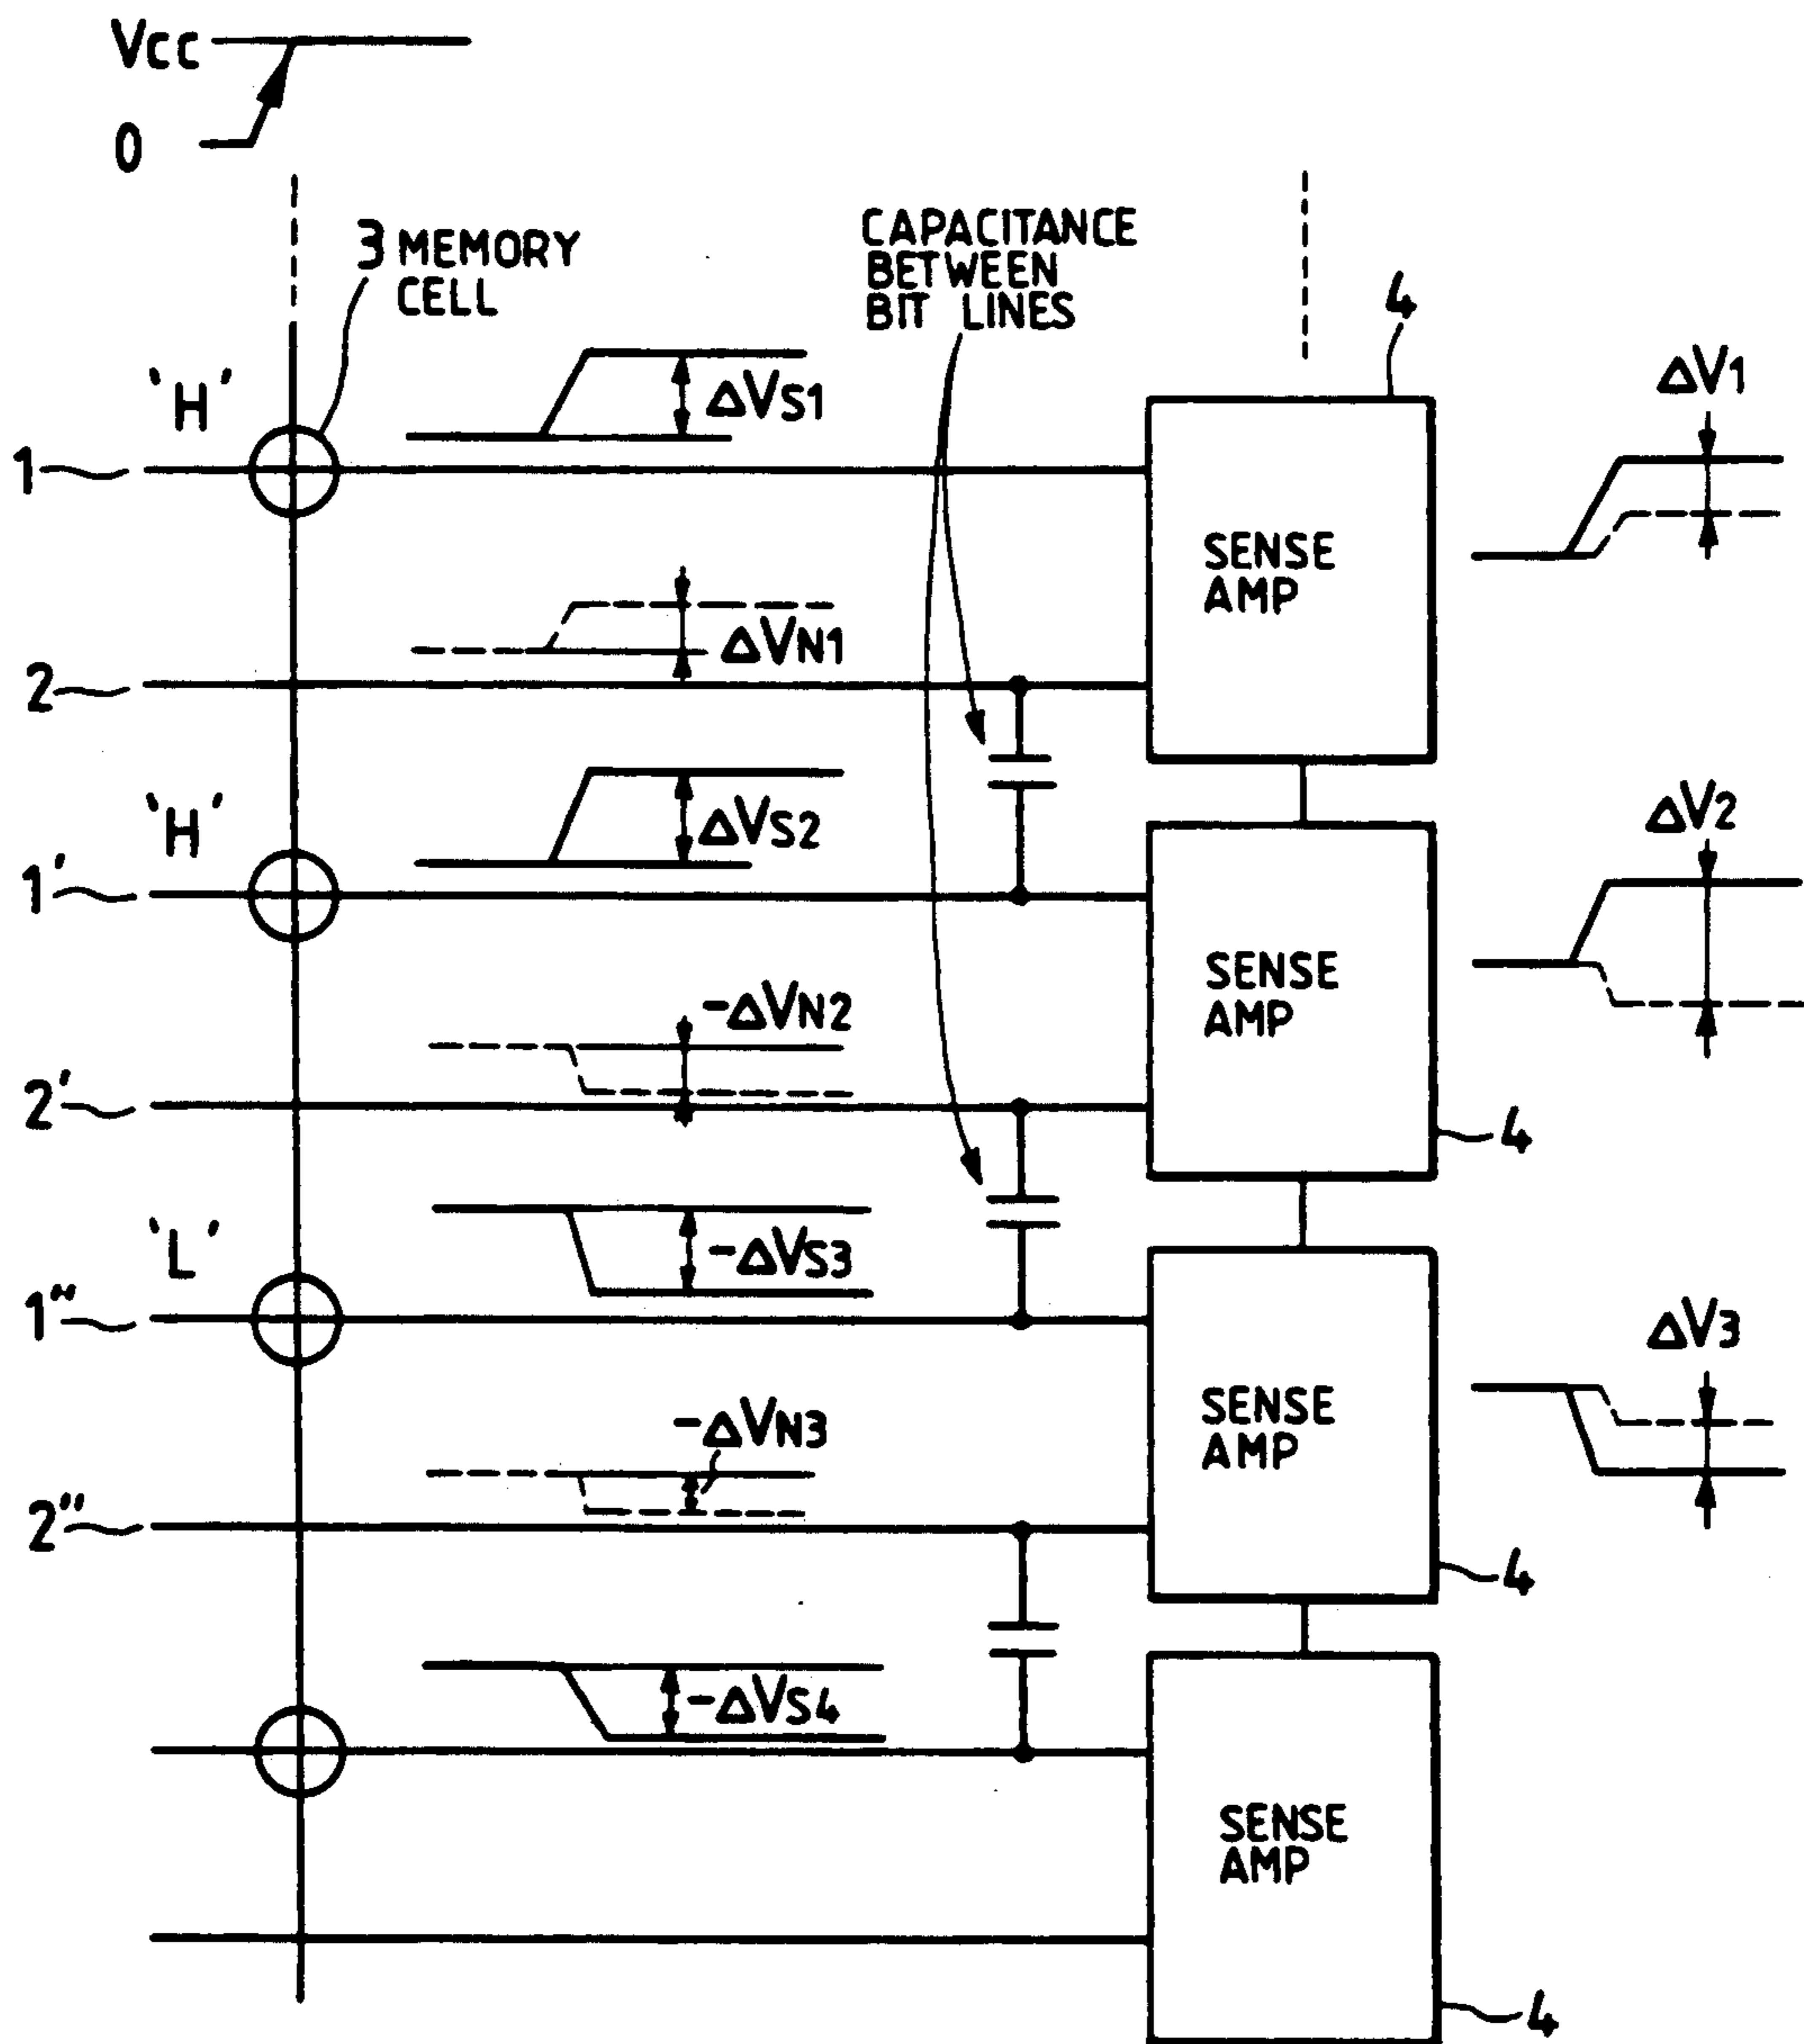 Vcc
0
3 MEMORY
CELL
CAPACITANCE
BETWEEN
BIT LINES
4
'H'
ΔVS1
ΔV1
1
SENSE
AMP
ΔVN1
2
'H'
ΔVS2
ΔV2
1'
SENSE
AMP
-ΔVN2
2'
4
'L'
-ΔVS3
1"
ΔV3
SENSE
AMP
-ΔVN3
2"
4
-ΔVS4
SENSE
AMP
4